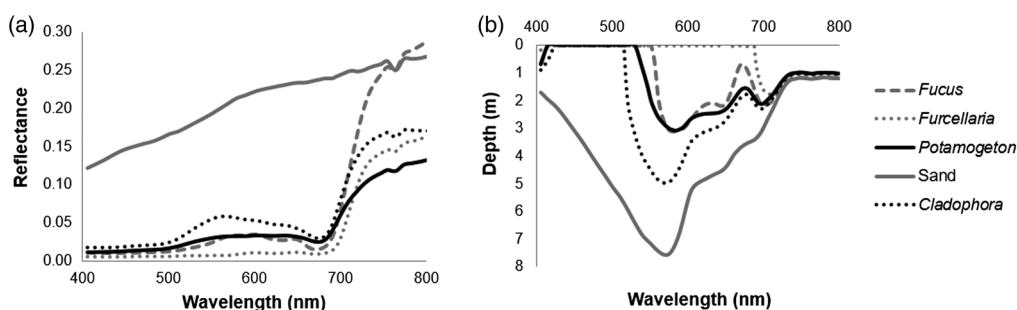 (a)
0.30
0.25
0.20
0.15
0.10
0.05
0.00
Reflectance
400 500 600 700 800
Wavelength (nm)
(b)
400 500 600 700 800
0
1
2
3
4
5
6
7
8
Depth (m)
Wavelength (nm)
Fucus
Furcellaria
Potamogeton
Sand
Cladophora